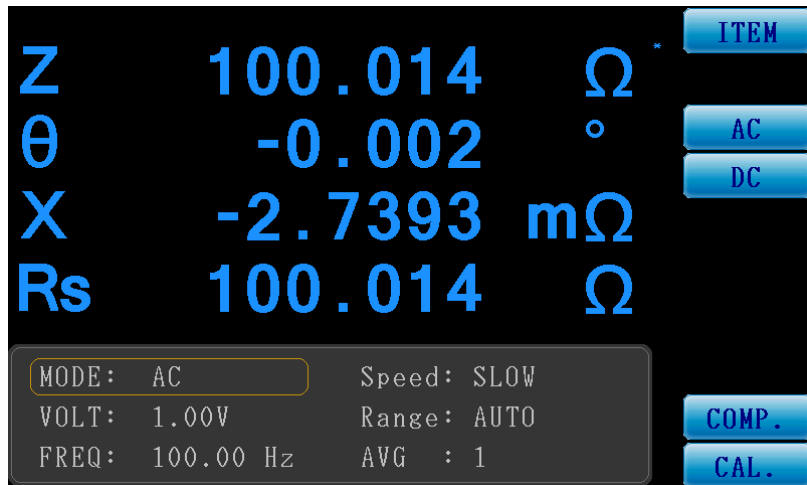 Z 100.014 Ω *
θ -0.002 °
X -2.7393 mΩ
Rs 100.014 Ω
MODE: AC Speed: SLOW
VOLT: 1.00V Range: AUTO
FREQ: 100.00 Hz AVG : 1
ITEM
AC
DC
COMP.
CAL.